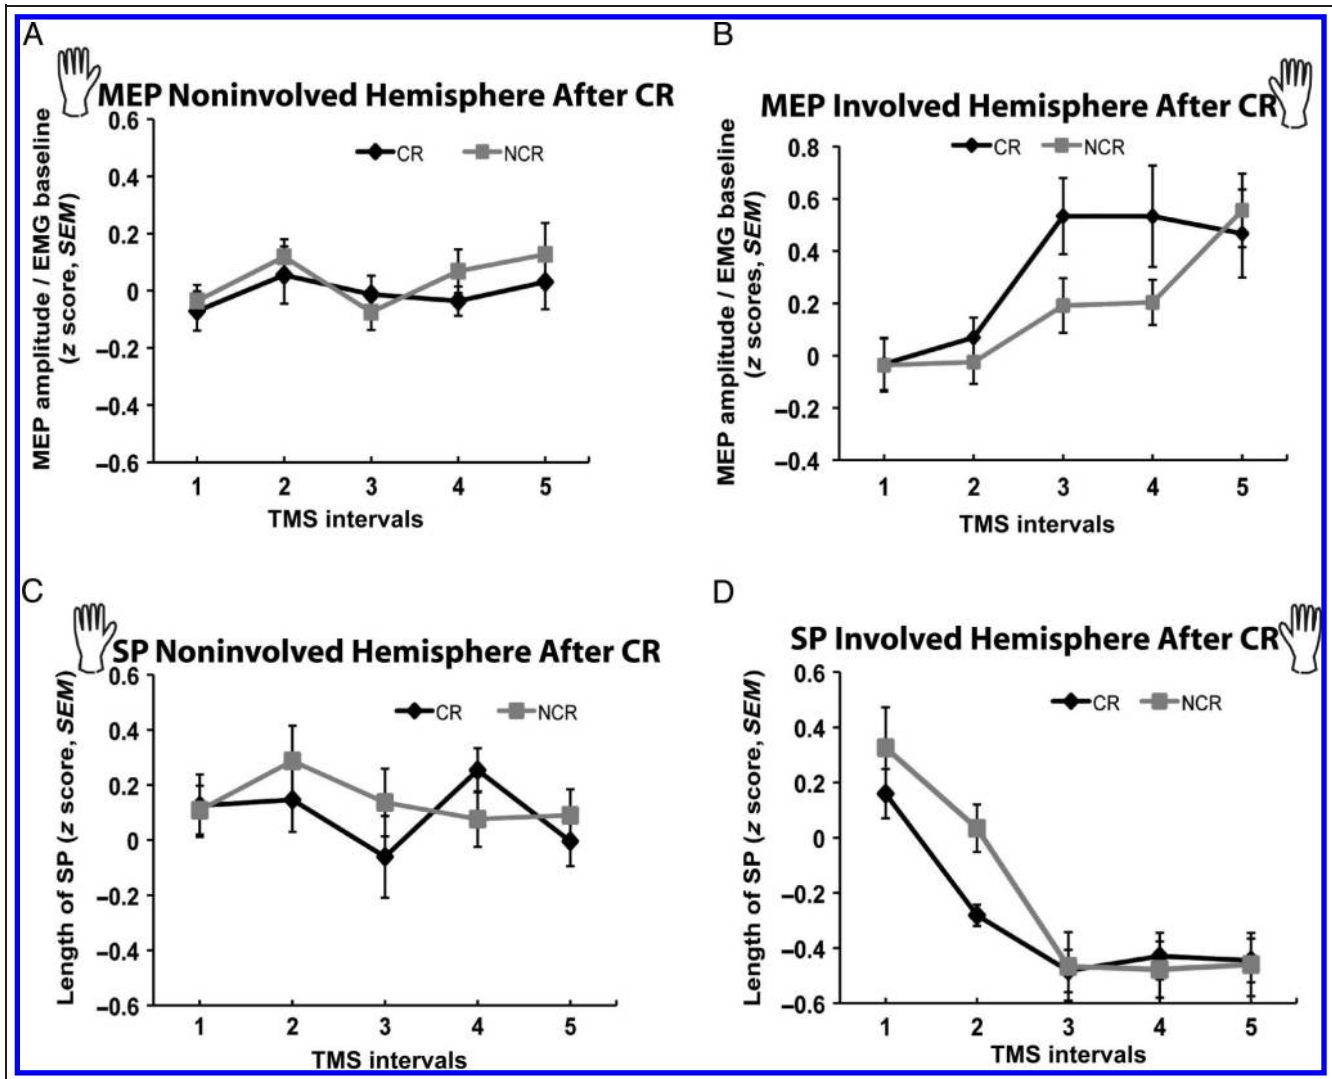 A
MEP Noninvolved Hemisphere After CR
MEP amplitude / EMG baseline
(z score, SEM)
CR
NCR
0.6
0.4
0.2
0
–0.2
–0.4
–0.6
1 2 3 4 5
TMS intervals
B
MEP Involved Hemisphere After CR
MEP amplitude / EMG baseline
(z scores, SEM)
CR
NCR
0.8
0.6
0.4
0.2
0
–0.2
–0.4
1 2 3 4 5
TMS intervals
C
SP Noninvolved Hemisphere After CR
Length of SP (z score, SEM)
CR
NCR
0.6
0.4
0.2
0
–0.2
–0.4
–0.6
1 2 3 4 5
TMS intervals
D
SP Involved Hemisphere After CR
Length of SP (z score, SEM)
CR
NCR
0.6
0.4
0.2
0
–0.2
–0.4
–0.6
1 2 3 4 5
TMS intervals